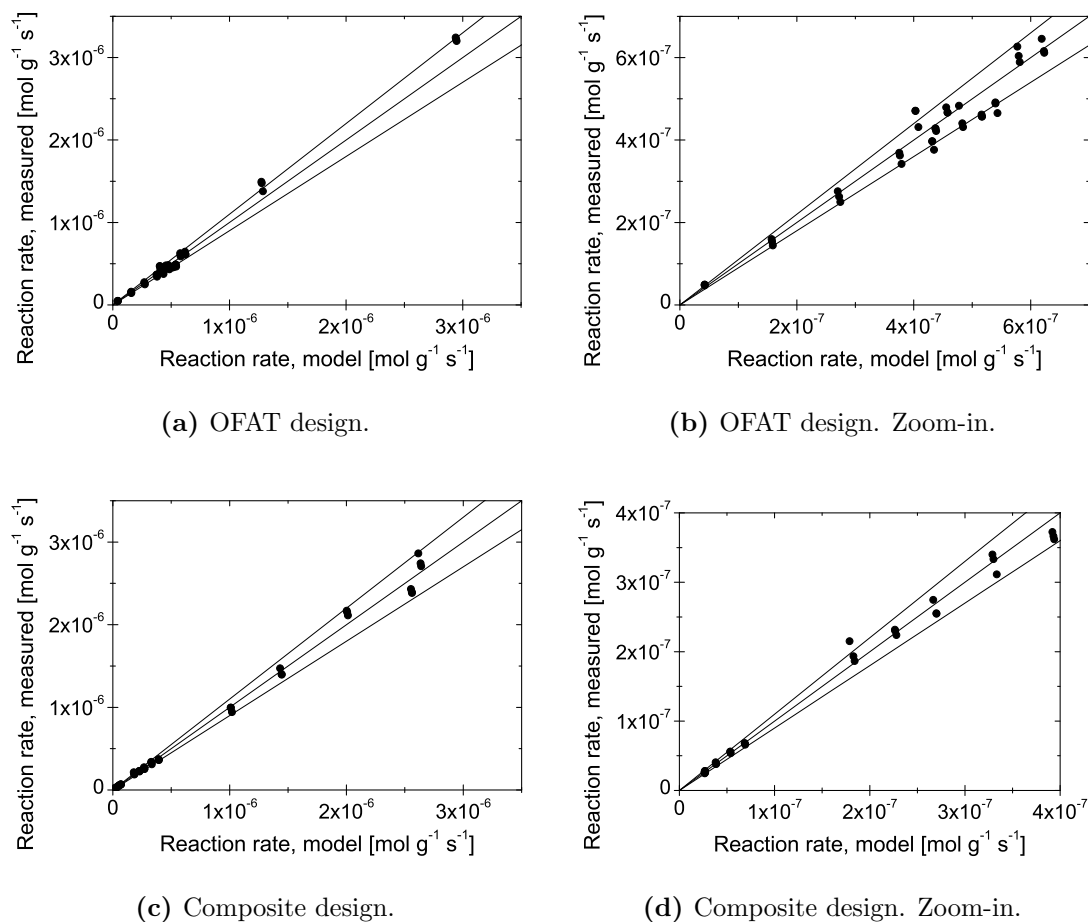 Reaction rate, measured [mol g⁻¹ s⁻¹]
3x10⁻⁶
2x10⁻⁶
1x10⁻⁶
0
0 1x10⁻⁶ 2x10⁻⁶ 3x10⁻⁶
Reaction rate, model [mol g⁻¹ s⁻¹]
(a) OFAT design.
Reaction rate, measured [mol g⁻¹ s⁻¹]
6x10⁻⁷
4x10⁻⁷
2x10⁻⁷
0
0 2x10⁻⁷ 4x10⁻⁷ 6x10⁻⁷
Reaction rate, model [mol g⁻¹ s⁻¹]
(b) OFAT design. Zoom-in.
Reaction rate, measured [mol g⁻¹ s⁻¹]
3x10⁻⁶
2x10⁻⁶
1x10⁻⁶
0
0 1x10⁻⁶ 2x10⁻⁶ 3x10⁻⁶
Reaction rate, model [mol g⁻¹ s⁻¹]
(c) Composite design.
Reaction rate, measured [mol g⁻¹ s⁻¹]
4x10⁻⁷
3x10⁻⁷
2x10⁻⁷
1x10⁻⁷
0
0 1x10⁻⁷ 2x10⁻⁷ 3x10⁻⁷ 4x10⁻⁷
Reaction rate, model [mol g⁻¹ s⁻¹]
(d) Composite design. Zoom-in.